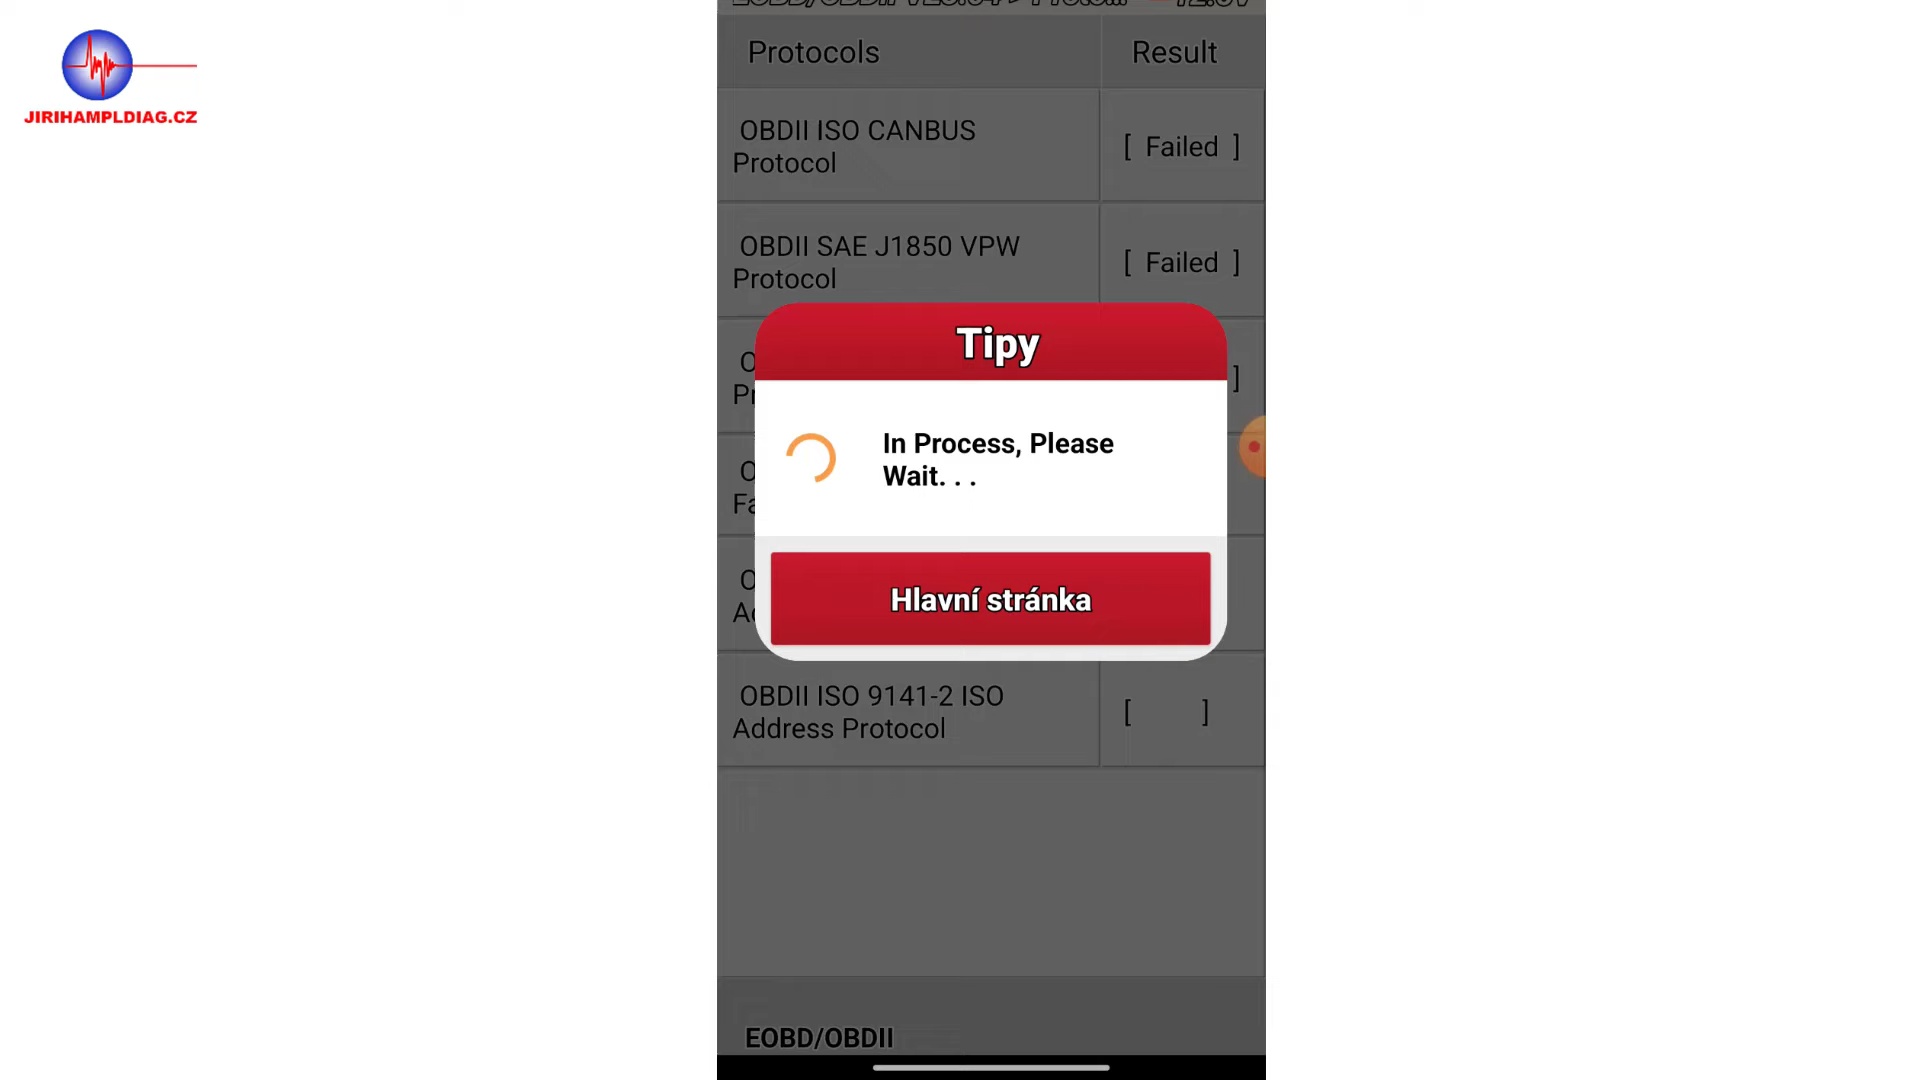 JIRIHAMPLDIAG.CZ
Protocols Result
OBDII ISO CANBUS
Protocol
[ Failed ]
OBDII SAE J1850 VPW
Protocol
[ Failed ]
Tipy
In Process, Please
Wait. . .
Hlavní stránka
OBDII ISO 9141-2 ISO
Address Protocol
[ ]
EOBD/OBDII